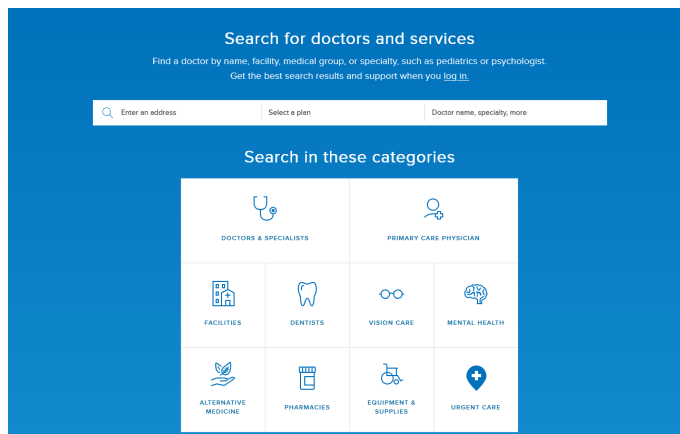 Search for doctors and services
Find a doctor by name, facility, medical group, or specialty, such as pediatrics or psychologist.
Get the best search results and support when you log in.
Enter an address
Select a plan
Doctor name, specialty, more
Search in these categories
DOCTORS & SPECIALISTS
PRIMARY CARE PHYSICIAN
FACILITIES
DENTISTS
VISION CARE
MENTAL HEALTH
ALTERNATIVE
MEDICINE
PHARMACIES
EQUIPMENT &
SUPPLIES
URGENT CARE